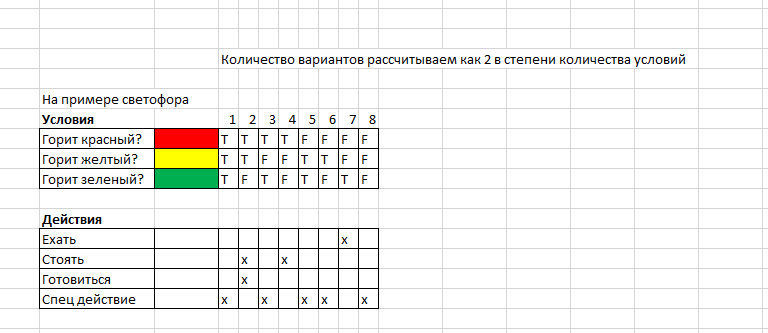 Количество вариантов рассчитываем как 2 в степени количества условий
На примере светофора
Условия 1 2 3 4 5 6 7 8
Горит красный? T T T T F F F F
Горит желтый? T T F F T T F F
Горит зеленый? T F T F T F T F
Действия
Ехать x
Стоять x x
Готовиться x
Спец действие x x x x x